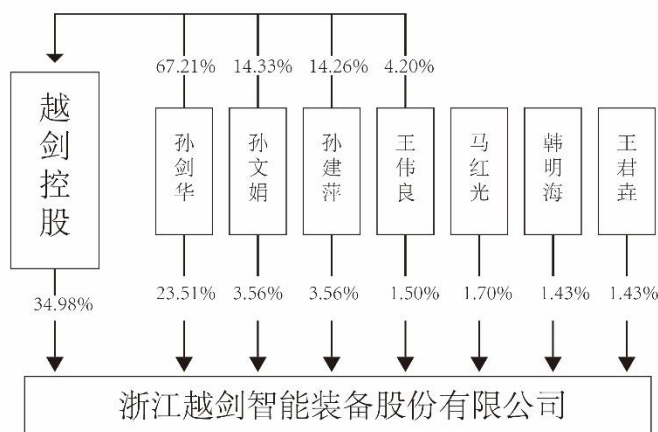 67.21% 14.33% 14.26% 4.20%
越剑控股
孙剑华
孙文娟
孙建萍
王伟良
马红光
韩明海
王君垚
34.98% 23.51% 3.56% 3.56% 1.50% 1.70% 1.43% 1.43%
浙江越剑智能装备股份有限公司